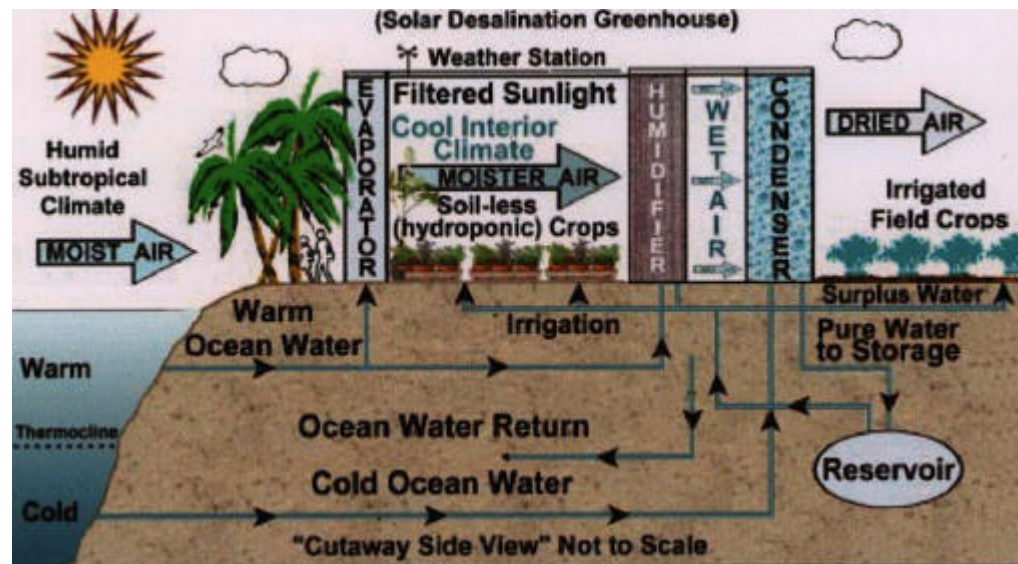 (Solar Desalination Greenhouse)
Weather Station
Humid
Subtropical
Climate
MOIST AIR
EVAPORATOR
Filtered Sunlight
Cool Interior
Climate
MOISTER AIR
Soil-less
(hydroponic) Crops
HUMIDIFIER
WET AIR
CONDENSER
DRIED AIR
Irrigated
Field Crops
Surplus Water
Pure Water
to Storage
Irrigation
Warm
Ocean Water
Warm
Thermocline
Cold
Ocean Water Return
Cold Ocean Water
Reservoir
"Cutaway Side View" Not to Scale